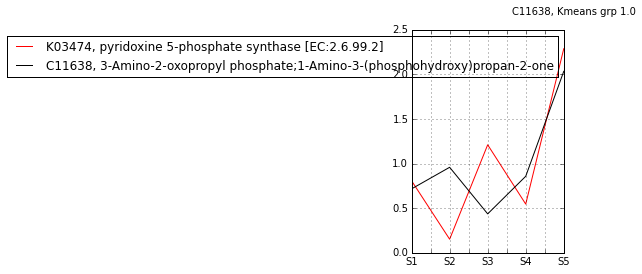 C11638, Kmeans grp 1.0
2.5
K03474, pyridoxine 5-phosphate synthase [EC:2.6.99.2]
C11638, 3-Amino-2-oxopropyl phosphate;1-Amino-3-(phosphohydroxy)propan-2-one
2.0
1.5
1.0
0.5
0.0
S1 S2 S3 S4 S5